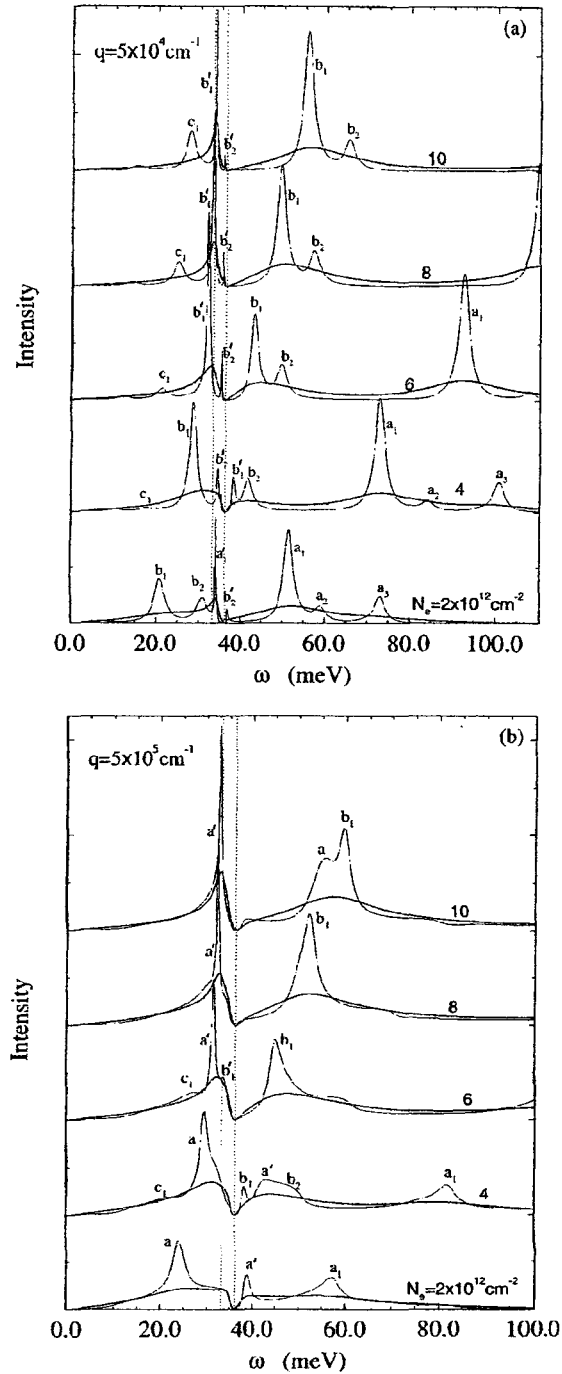 (a)
q=5x10⁴ cm⁻¹
b₁
b₁'
c₁
b₂'
b₂
10
b₁
b₁'
b₂'
b₂
c₁
8
a₁
b₁'
b₁
b₂'
b₂
c₁
6
a₁
b₁
b₂'
b₁'
b₂
4
a₂
a₃
a'
a₁
b₁
b₂
b₂'
a₂
a₃
Nₑ=2x10¹²cm⁻²
0.0 20.0 40.0 60.0 80.0 100.0
ω (meV)
Intensity
(b)
q=5x10⁵cm⁻¹
a'
a
b₁
10
a'
b₁
8
a'
b₁
c₁
b₁'
6
a
c₁
b₁
a'
b₂
a₁
4
a
a'
a₁
Nₑ=2x10¹²cm⁻²
0.0 20.0 40.0 60.0 80.0 100.0
ω (meV)
Intensity